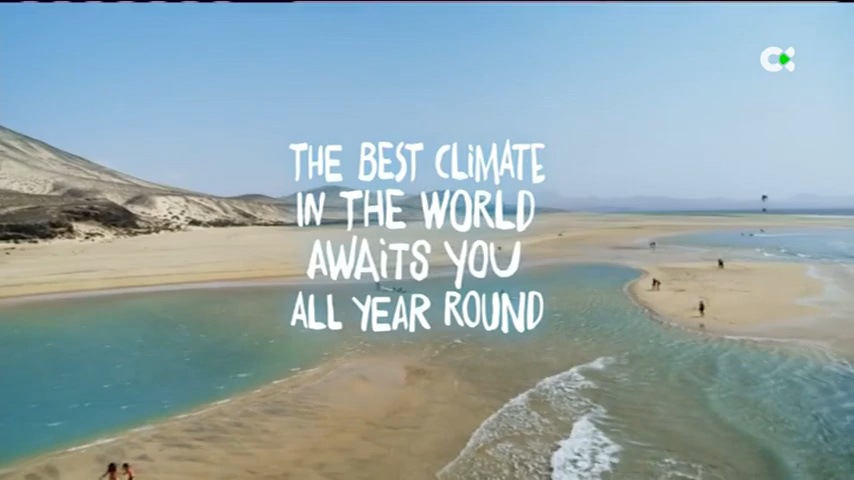 THE BEST CLIMATE
IN THE WORLD
AWAITS YOU
ALL YEAR ROUND